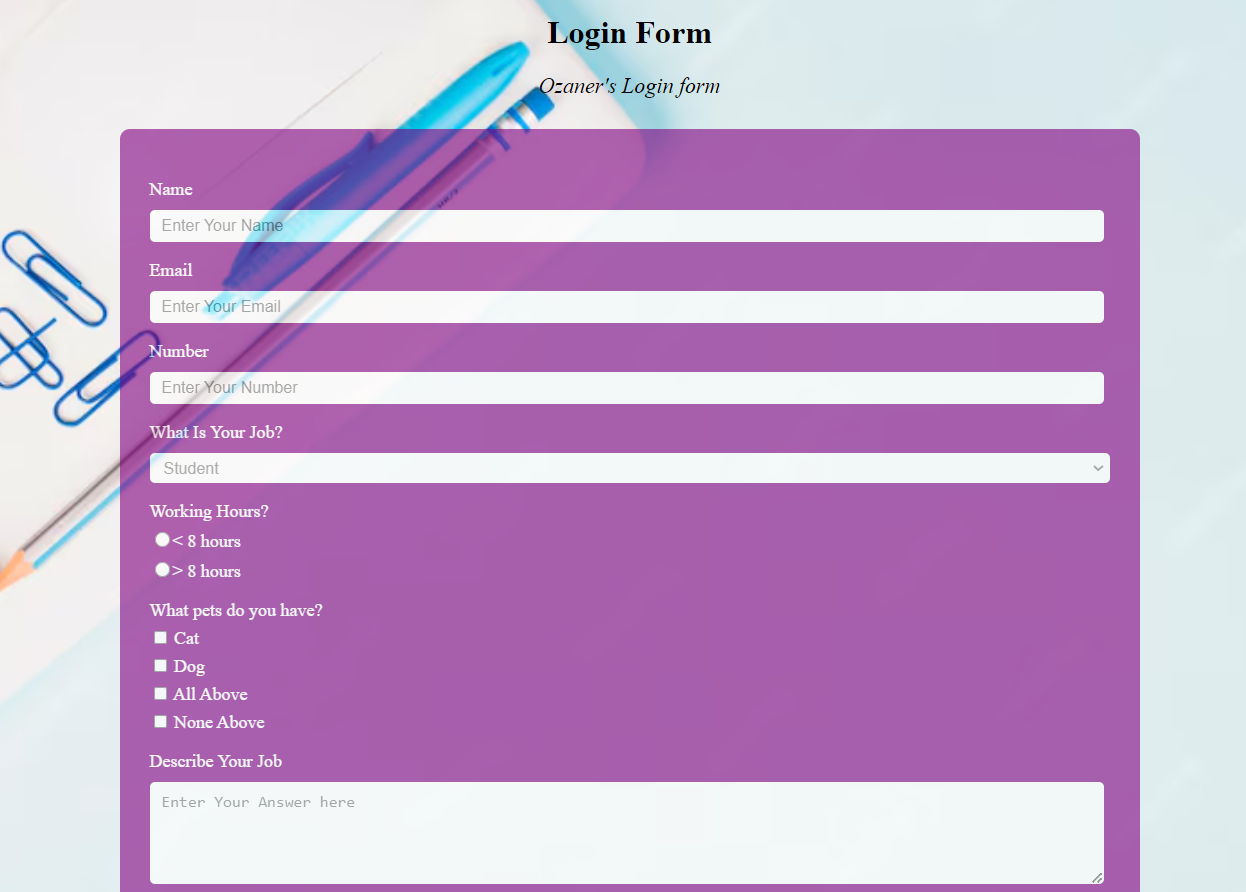 Login Form
Ozaner's Login form
Name
Enter Your Name
Email
Enter Your Email
Number
Enter Your Number
What Is Your Job?
Student
Working Hours?
< 8 hours
> 8 hours
What pets do you have?
Cat
Dog
All Above
None Above
Describe Your Job
Enter Your Answer here